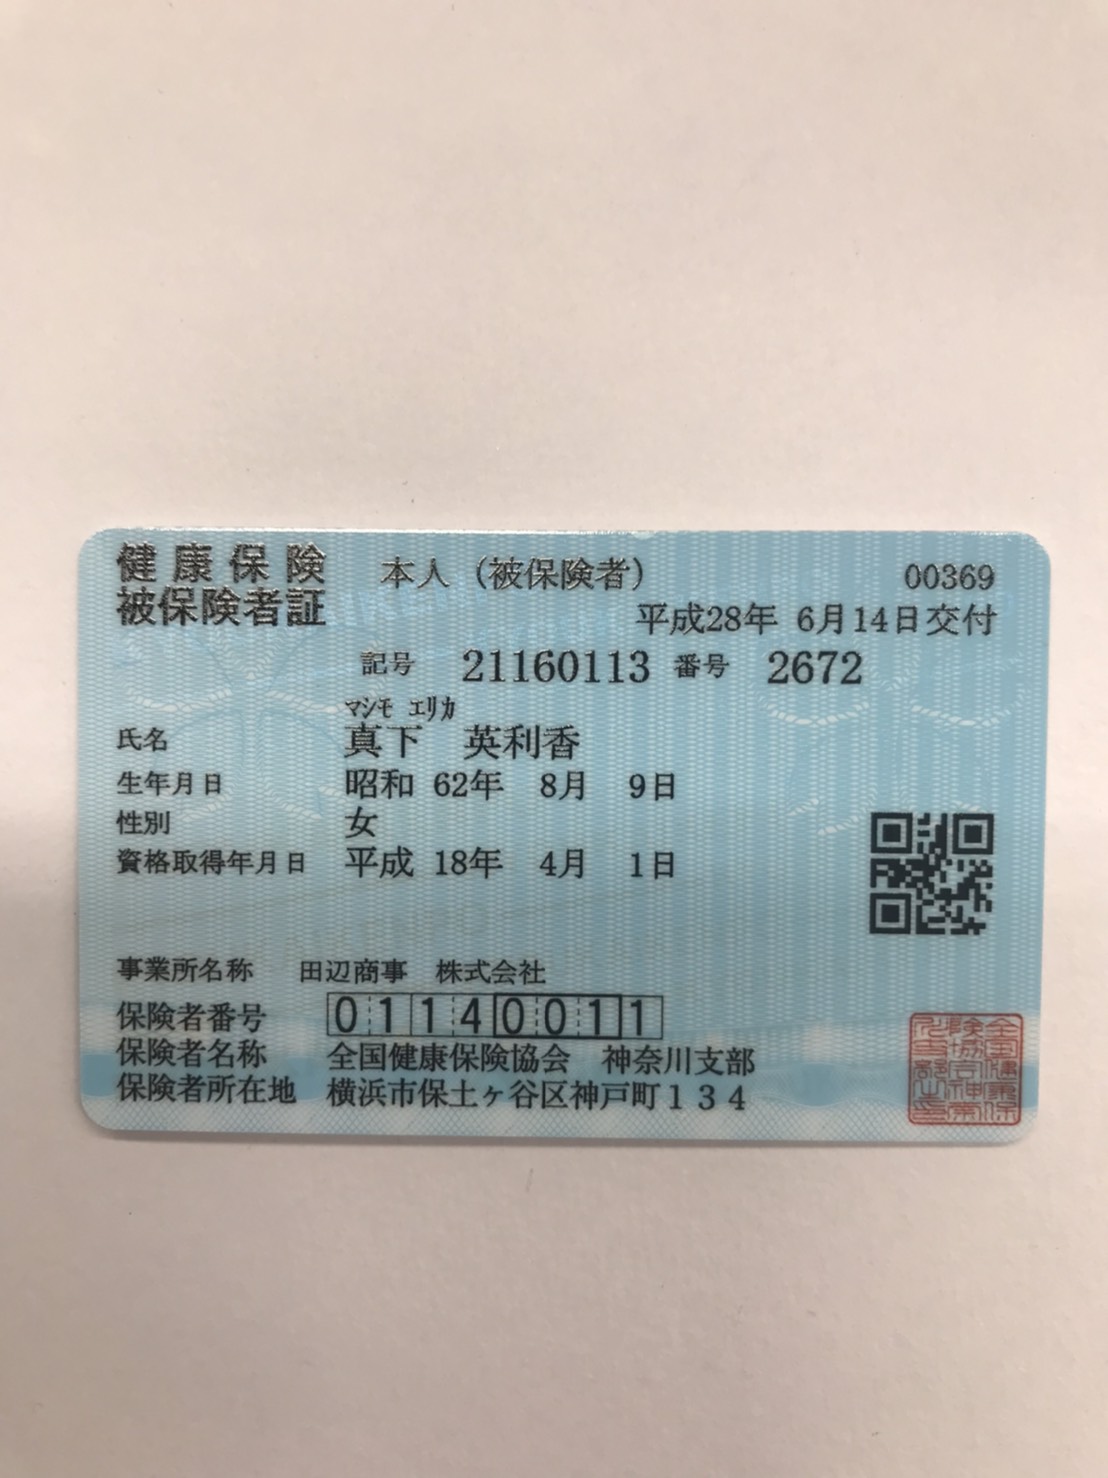 健康保険
被保険者証
本人（被保険者）
00369
平成28年 6月14日交付
記号 21160113 番号 2672
マシモ エリカ
氏名 真下 英利香
生年月日 昭和 62年 8月 9日
性別 女
資格取得年月日 平成 18年 4月 1日
事業所名称 田辺商事 株式会社
保険者番号 01140011
保険者名称 全国健康保険協会 神奈川支部
保険者所在地 横浜市保土ヶ谷区神戸町134